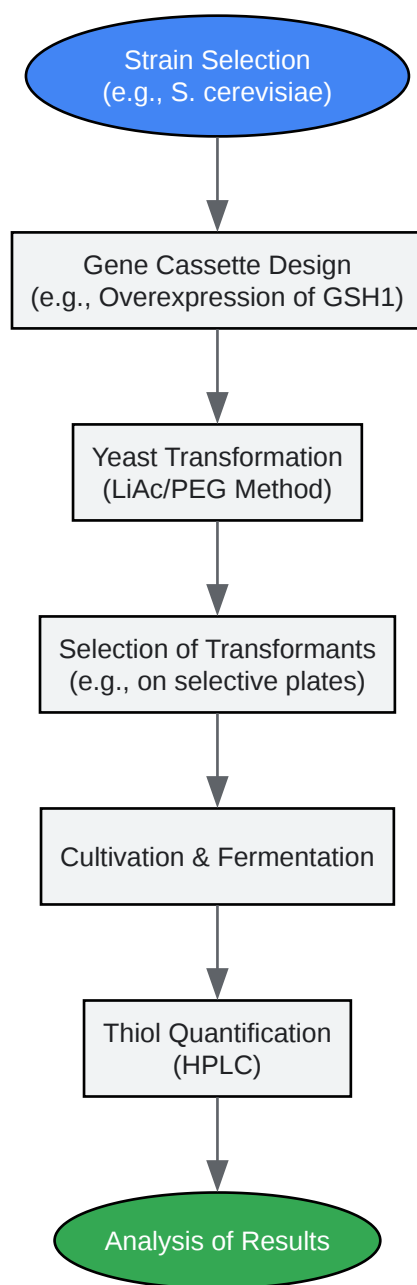 Strain Selection
(e.g., S. cerevisiae)
Gene Cassette Design
(e.g., Overexpression of GSH1)
Yeast Transformation
(LiAc/PEG Method)
Selection of Transformants
(e.g., on selective plates)
Cultivation & Fermentation
Thiol Quantification
(HPLC)
Analysis of Results